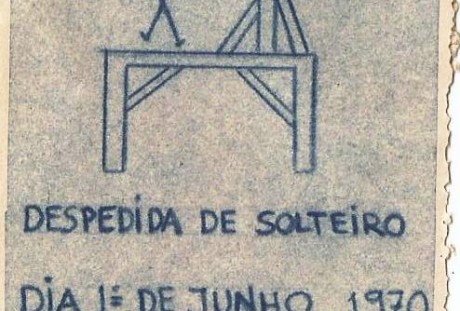 DESPEDIDA DE SOLTEIRO
DIA 1º DE JUNHO 1970